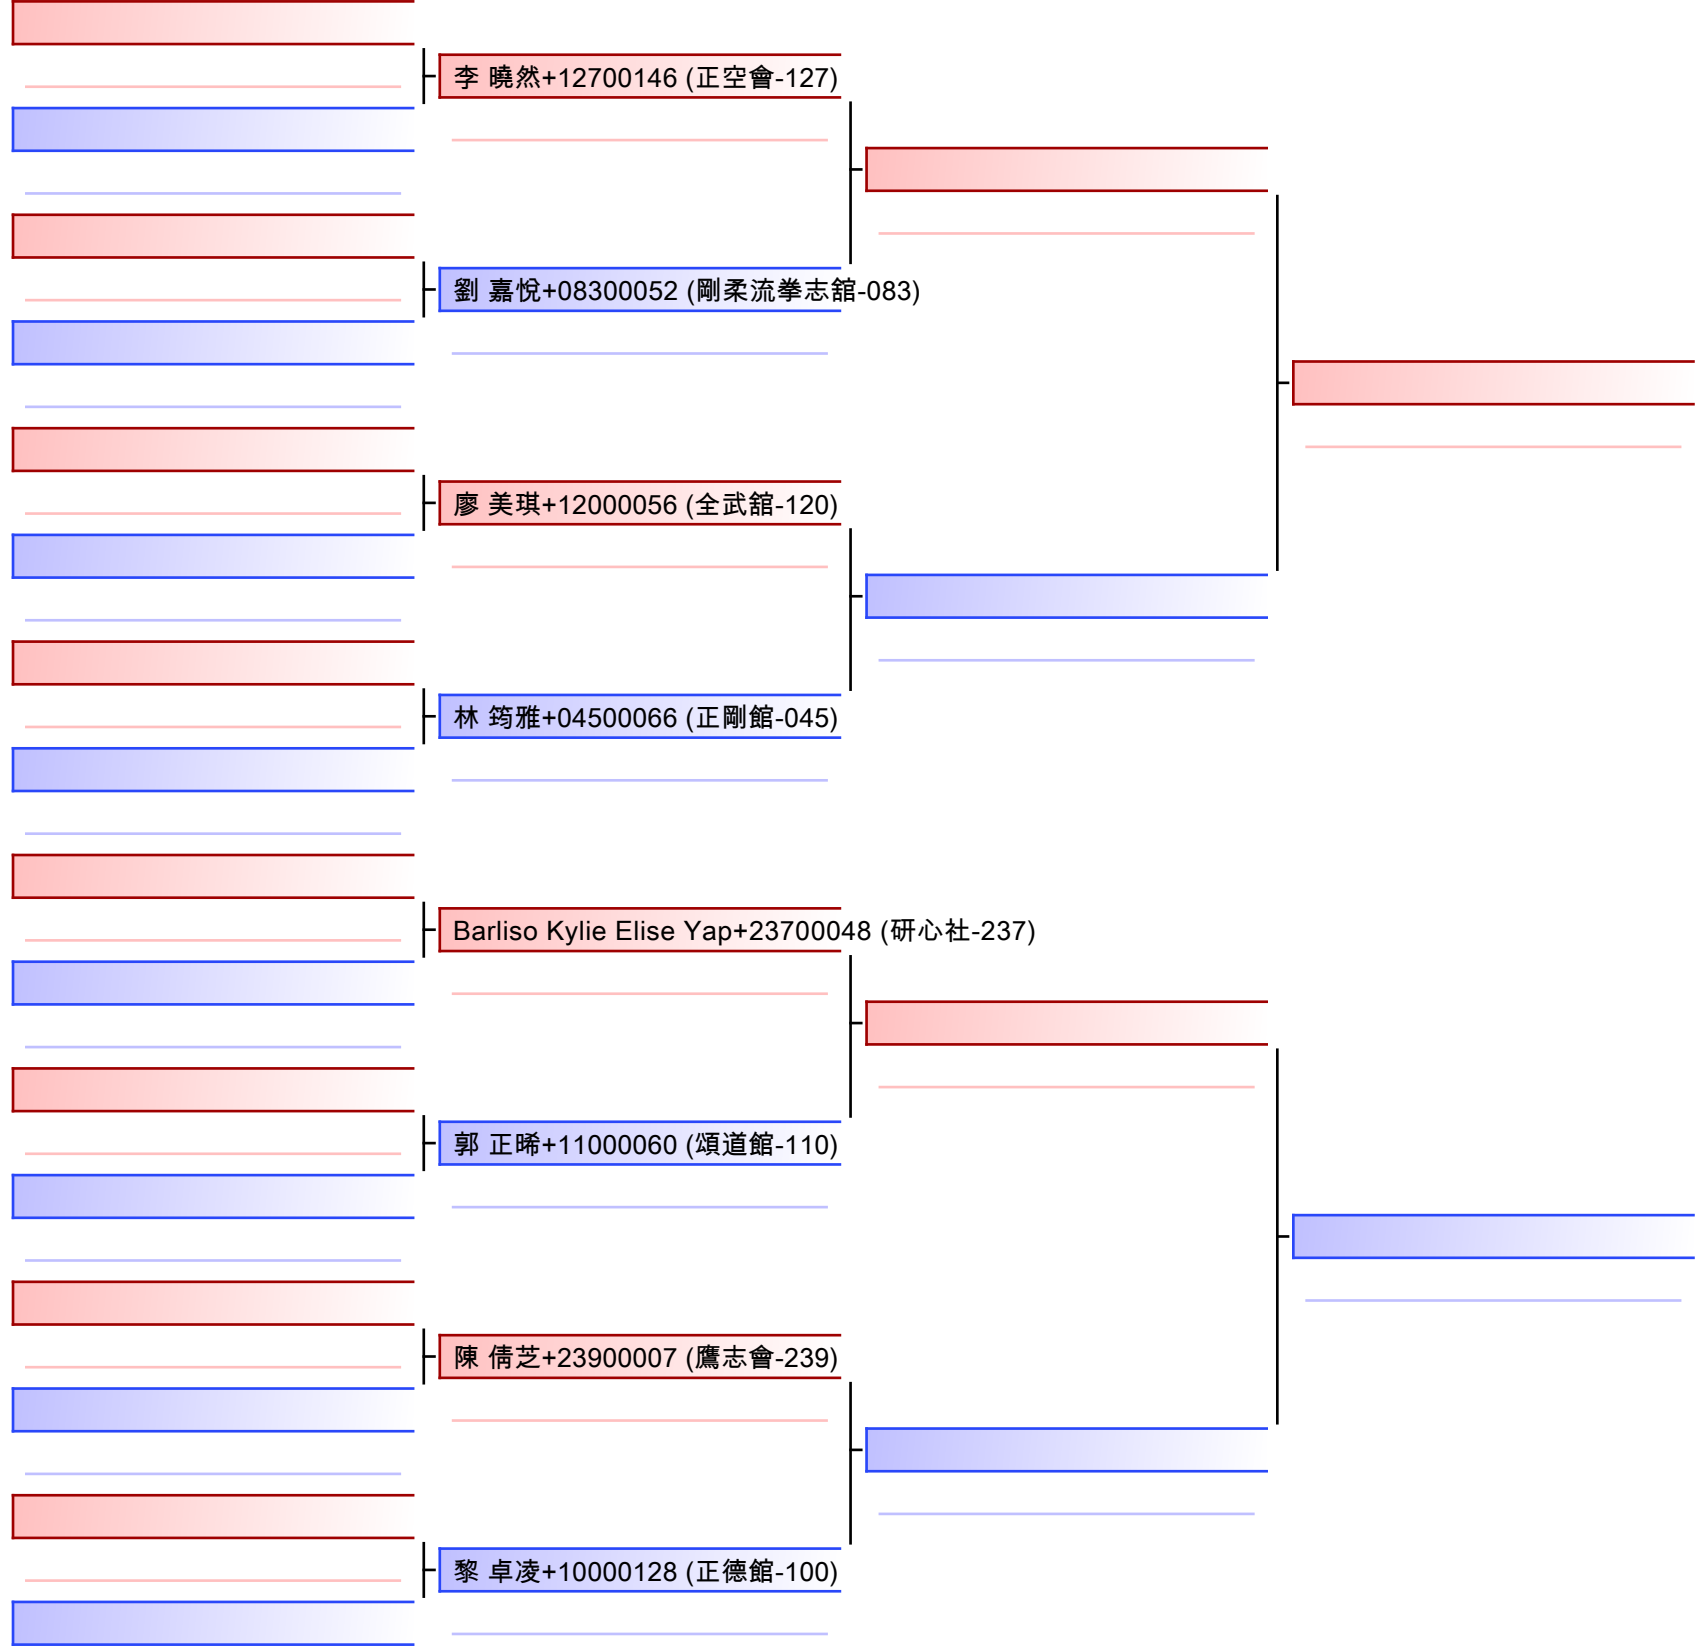 李 曉然+12700146 (正空會-127)
劉 嘉悅+08300052 (剛柔流拳志舘-083)
廖 美琪+12000056 (全武舘-120)
林 筠雅+04500066 (正剛館-045)
Barliso Kylie Elise Yap+23700048 (研心社-237)
郭 正晞+11000060 (頌道館-110)
陳 倩芝+23900007 (鷹志會-239)
黎 卓凌+10000128 (正德館-100)